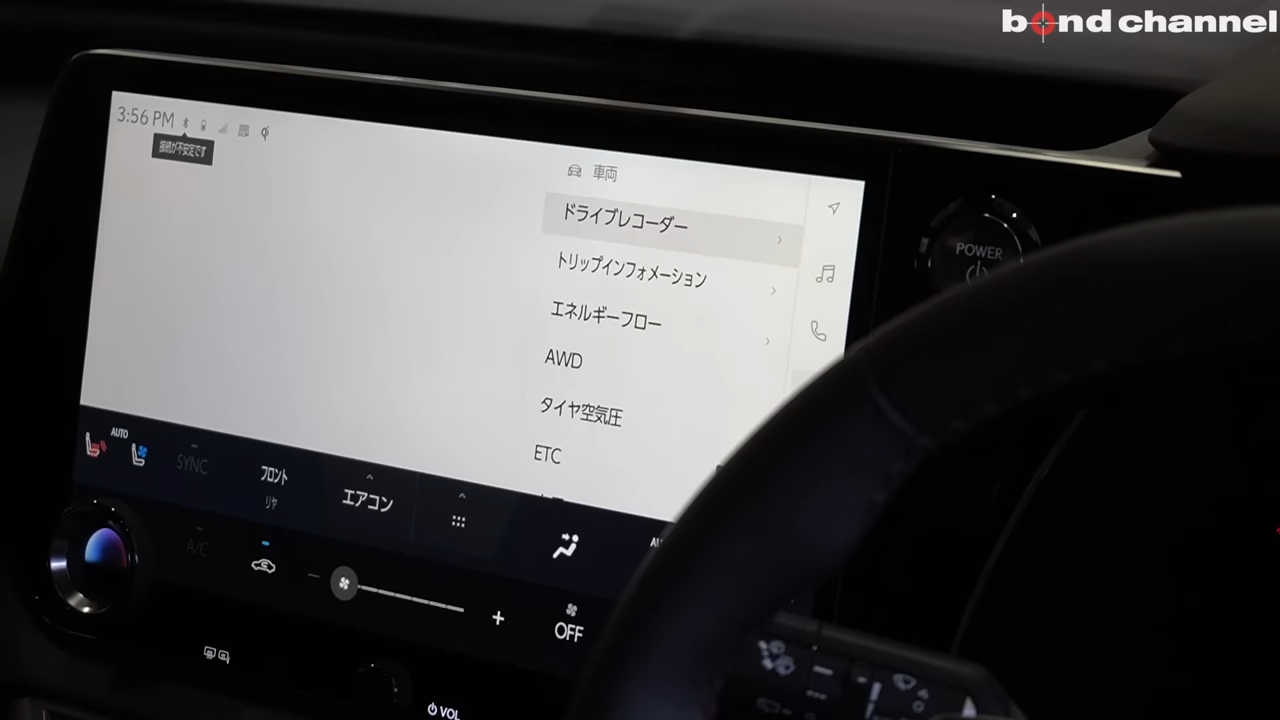 bond channel
3:56 PM
接続が不安定です
車両
ドライブレコーダー
トリップインフォメーション
エネルギーフロー
AWD
タイヤ空気圧
ETC
POWER
AUTO
SYNC
フロント
リヤ
エアコン
A/C
OFF
VOL